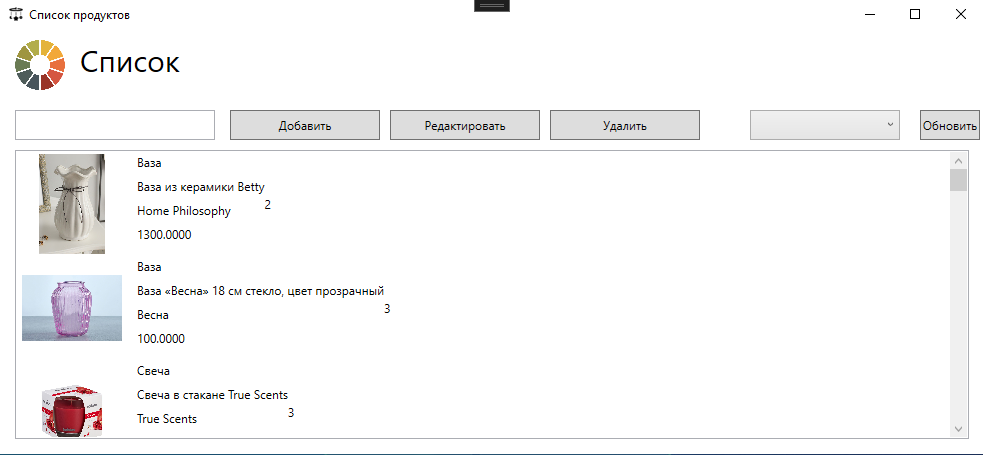 Список продуктов
Список
Добавить
Редактировать
Удалить
Обновить
Ваза
Ваза из керамики Betty
Home Philosophy
2
1300.0000
Ваза
Ваза «Весна» 18 см стекло, цвет прозрачный
Весна
3
100.0000
Свеча
Свеча в стакане True Scents
True Scents
3